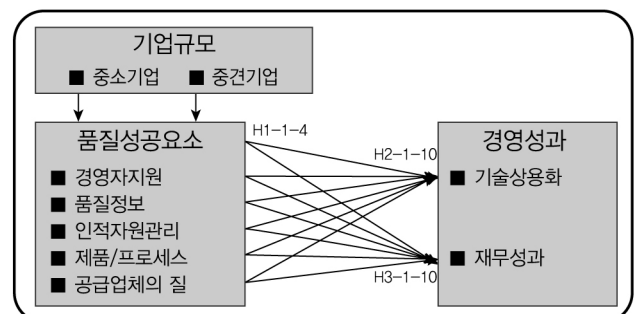 기업규모
■ 중소기업 ■ 중견기업
품질성공요소
■ 경영자지원
■ 품질정보
■ 인적자원관리
■ 제품/프로세스
■ 공급업체의 질
H1-1-4
H2-1-10
H3-1-10
경영성과
■ 기술상용화
■ 재무성과